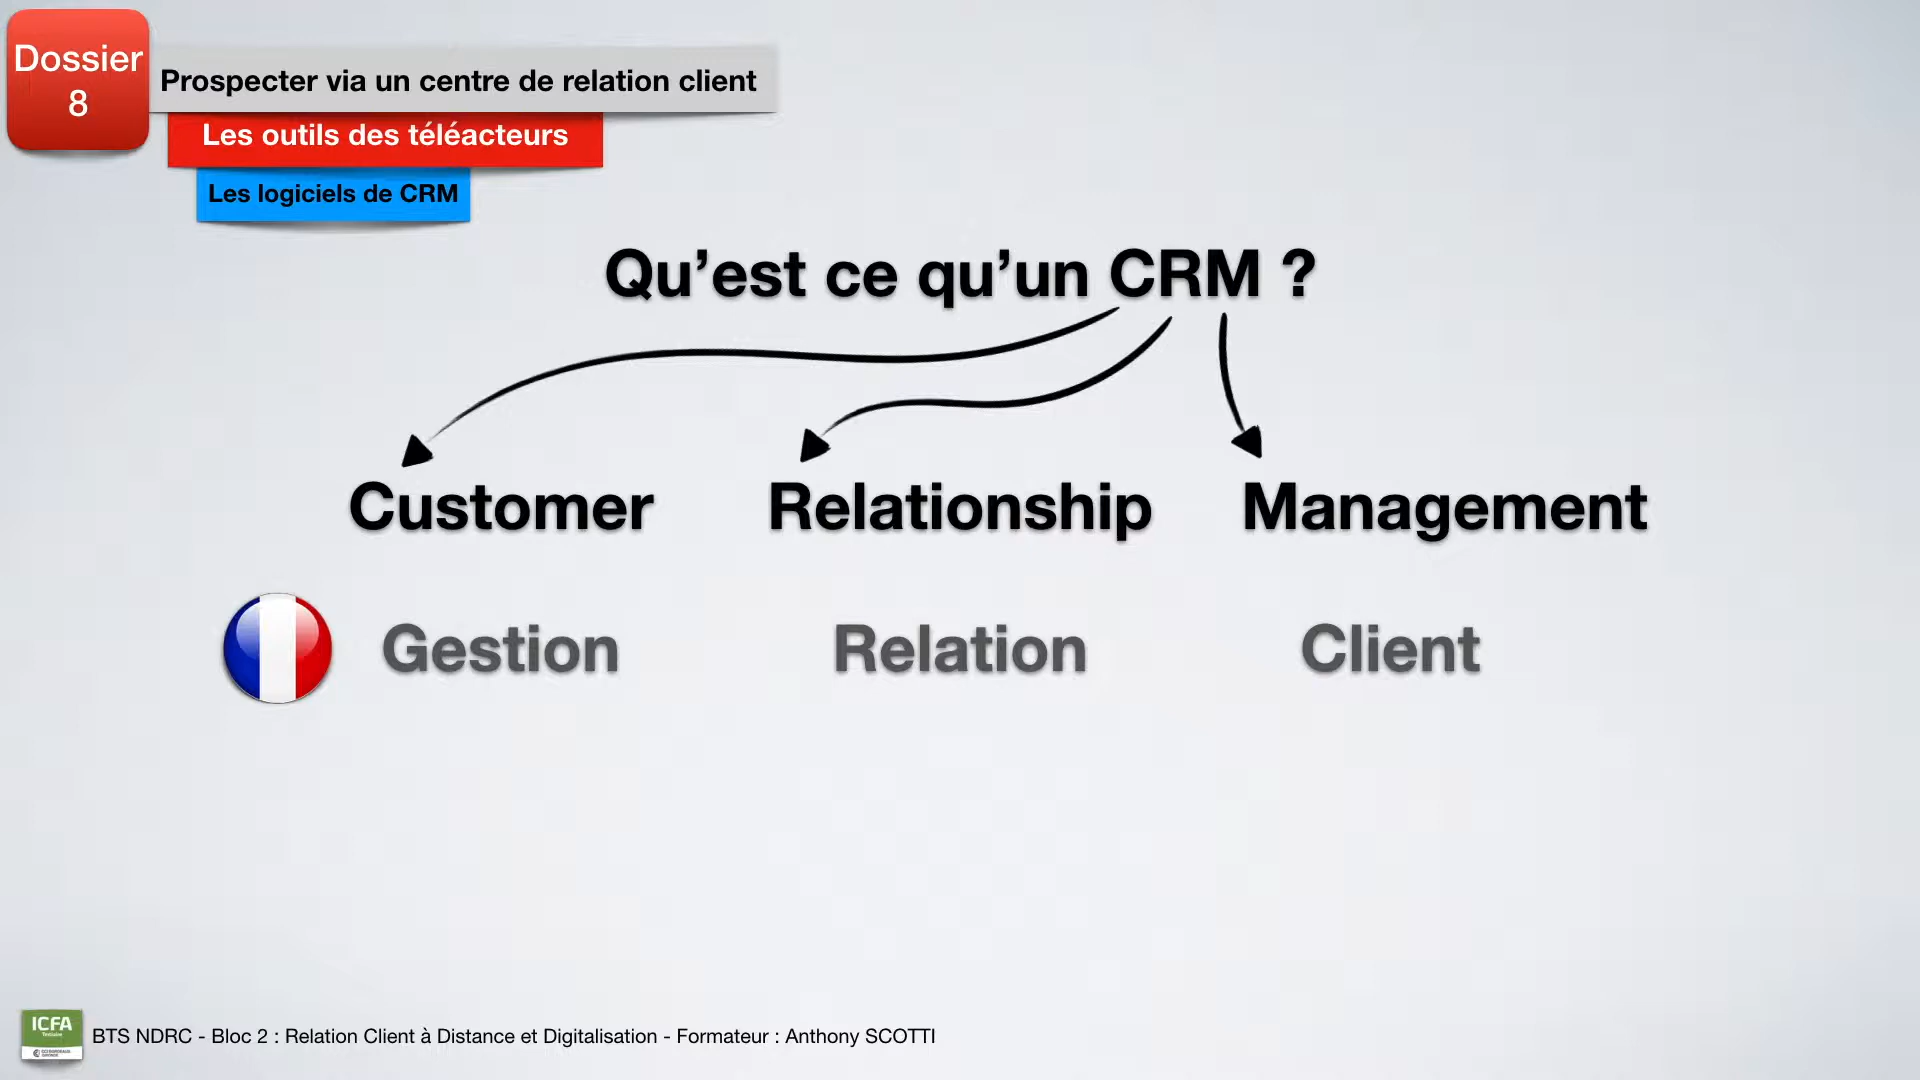 Dossier
8
Prospecter via un centre de relation client
Les outils des téléacteurs
Les logiciels de CRM
Qu’est ce qu’un CRM ?
Customer Relationship Management
Gestion Relation Client
ICFA
Tertiaire
BTS NDRC - Bloc 2 : Relation Client à Distance et Digitalisation - Formateur : Anthony SCOTTI